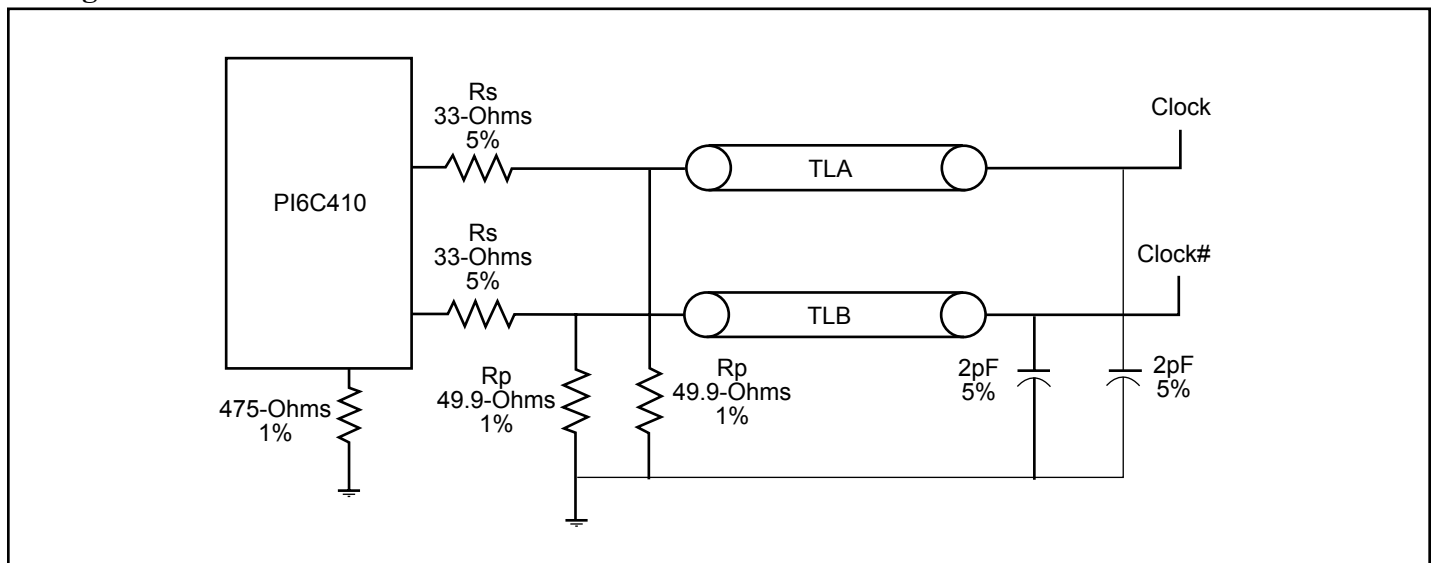 Rs
33-Ohms
5%
Clock
TLA
PI6C410
Rs
33-Ohms
5%
Clock#
TLB
Rp
49.9-Ohms
1%
Rp
49.9-Ohms
1%
2pF
5%
2pF
5%
475-Ohms
1%